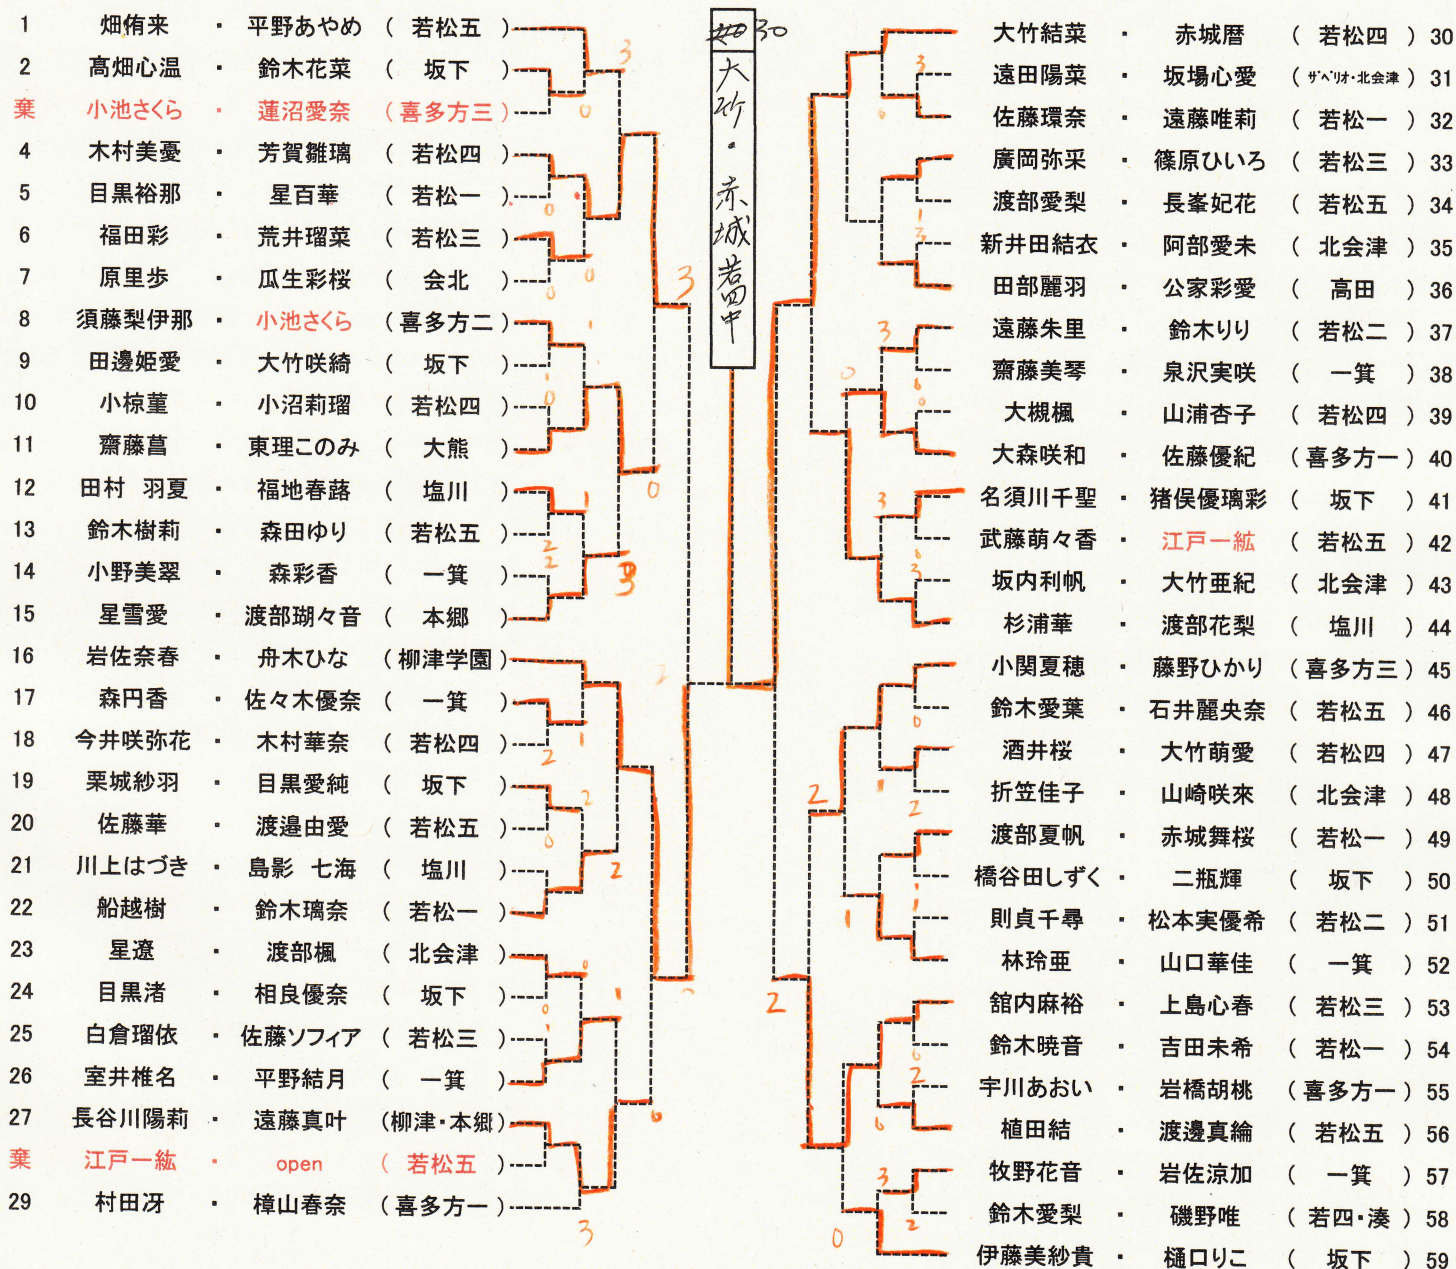 1 畑侑来 ・ 平野あやめ ( 若松五 )
2 髙畑心温 ・ 鈴木花菜 ( 坂下 )
棄 小池さくら ・ 蓮沼愛奈 ( 喜多方三 )
4 木村美憂 ・ 芳賀雛璃 ( 若松四 )
5 目黒裕那 ・ 星百華 ( 若松一 )
6 福田彩 ・ 荒井瑠菜 ( 若松三 )
7 原里歩 ・ 瓜生彩桜 ( 会北 )
8 須藤梨伊那 ・ 小池さくら ( 喜多方二 )
9 田邊姫愛 ・ 大竹咲綺 ( 坂下 )
10 小椋菫 ・ 小沼莉瑠 ( 若松四 )
11 齋藤菖 ・ 東理このみ ( 大熊 )
12 田村 羽夏 ・ 福地春蕗 ( 塩川 )
13 鈴木樹莉 ・ 森田ゆり ( 若松五 )
14 小野美翠 ・ 森彩香 ( 一箕 )
15 星雪愛 ・ 渡部瑚々音 ( 本郷 )
16 岩佐奈春 ・ 舟木ひな ( 柳津学園 )
17 森円香 ・ 佐々木優奈 ( 一箕 )
18 今井咲弥花 ・ 木村華奈 ( 若松四 )
19 栗城紗羽 ・ 目黒愛純 ( 坂下 )
20 佐藤華 ・ 渡邉由愛 ( 若松五 )
21 川上はづき ・ 島影 七海 ( 塩川 )
22 船越樹 ・ 鈴木璃奈 ( 若松一 )
23 星遼 ・ 渡部楓 ( 北会津 )
24 目黒渚 ・ 相良優奈 ( 坂下 )
25 白倉瑠依 ・ 佐藤ソフィア ( 若松三 )
26 室井椎名 ・ 平野結月 ( 一箕 )
27 長谷川陽莉 ・ 遠藤真叶 (柳津・本郷)
棄 江戸一紘 ・ open ( 若松五 )
29 村田冴 ・ 樟山春奈 ( 喜多方一 )
30
大竹・赤城 若四中
大竹結菜 ・ 赤城暦 ( 若松四 ) 30
遠田陽菜 ・ 坂場心愛 ( ザベリオ・北会津 ) 31
佐藤環奈 ・ 遠藤唯莉 ( 若松一 ) 32
廣岡弥采 ・ 篠原ひいろ ( 若松三 ) 33
渡部愛梨 ・ 長峯妃花 ( 若松五 ) 34
新井田結衣 ・ 阿部愛未 ( 北会津 ) 35
田部麗羽 ・ 公家彩愛 ( 高田 ) 36
遠藤朱里 ・ 鈴木りり ( 若松二 ) 37
齋藤美琴 ・ 泉沢実咲 ( 一箕 ) 38
大槻楓 ・ 山浦杏子 ( 若松四 ) 39
大森咲和 ・ 佐藤優紀 ( 喜多方一 ) 40
名須川千聖 ・ 猪俣優璃彩 ( 坂下 ) 41
武藤萌々香 ・ 江戸一紘 ( 若松五 ) 42
坂内利帆 ・ 大竹亜紀 ( 北会津 ) 43
杉浦華 ・ 渡部花梨 ( 塩川 ) 44
小関夏穂 ・ 藤野ひかり ( 喜多方三 ) 45
鈴木愛葉 ・ 石井麗央奈 ( 若松五 ) 46
酒井桜 ・ 大竹萌愛 ( 若松四 ) 47
折笠佳子 ・ 山崎咲來 ( 北会津 ) 48
渡部夏帆 ・ 赤城舞桜 ( 若松一 ) 49
橋谷田しずく ・ 二瓶輝 ( 坂下 ) 50
則貞千尋 ・ 松本実優希 ( 若松二 ) 51
林玲亜 ・ 山口華佳 ( 一箕 ) 52
舘内麻裕 ・ 上島心春 ( 若松三 ) 53
鈴木暁音 ・ 吉田未希 ( 若松一 ) 54
宇川あおい ・ 岩橋胡桃 ( 喜多方一 ) 55
植田結 ・ 渡邊真綸 ( 若松五 ) 56
牧野花音 ・ 岩佐涼加 ( 一箕 ) 57
鈴木愛梨 ・ 磯野唯 ( 若四・湊 ) 58
伊藤美紗貴 ・ 樋口りこ ( 坂下 ) 59